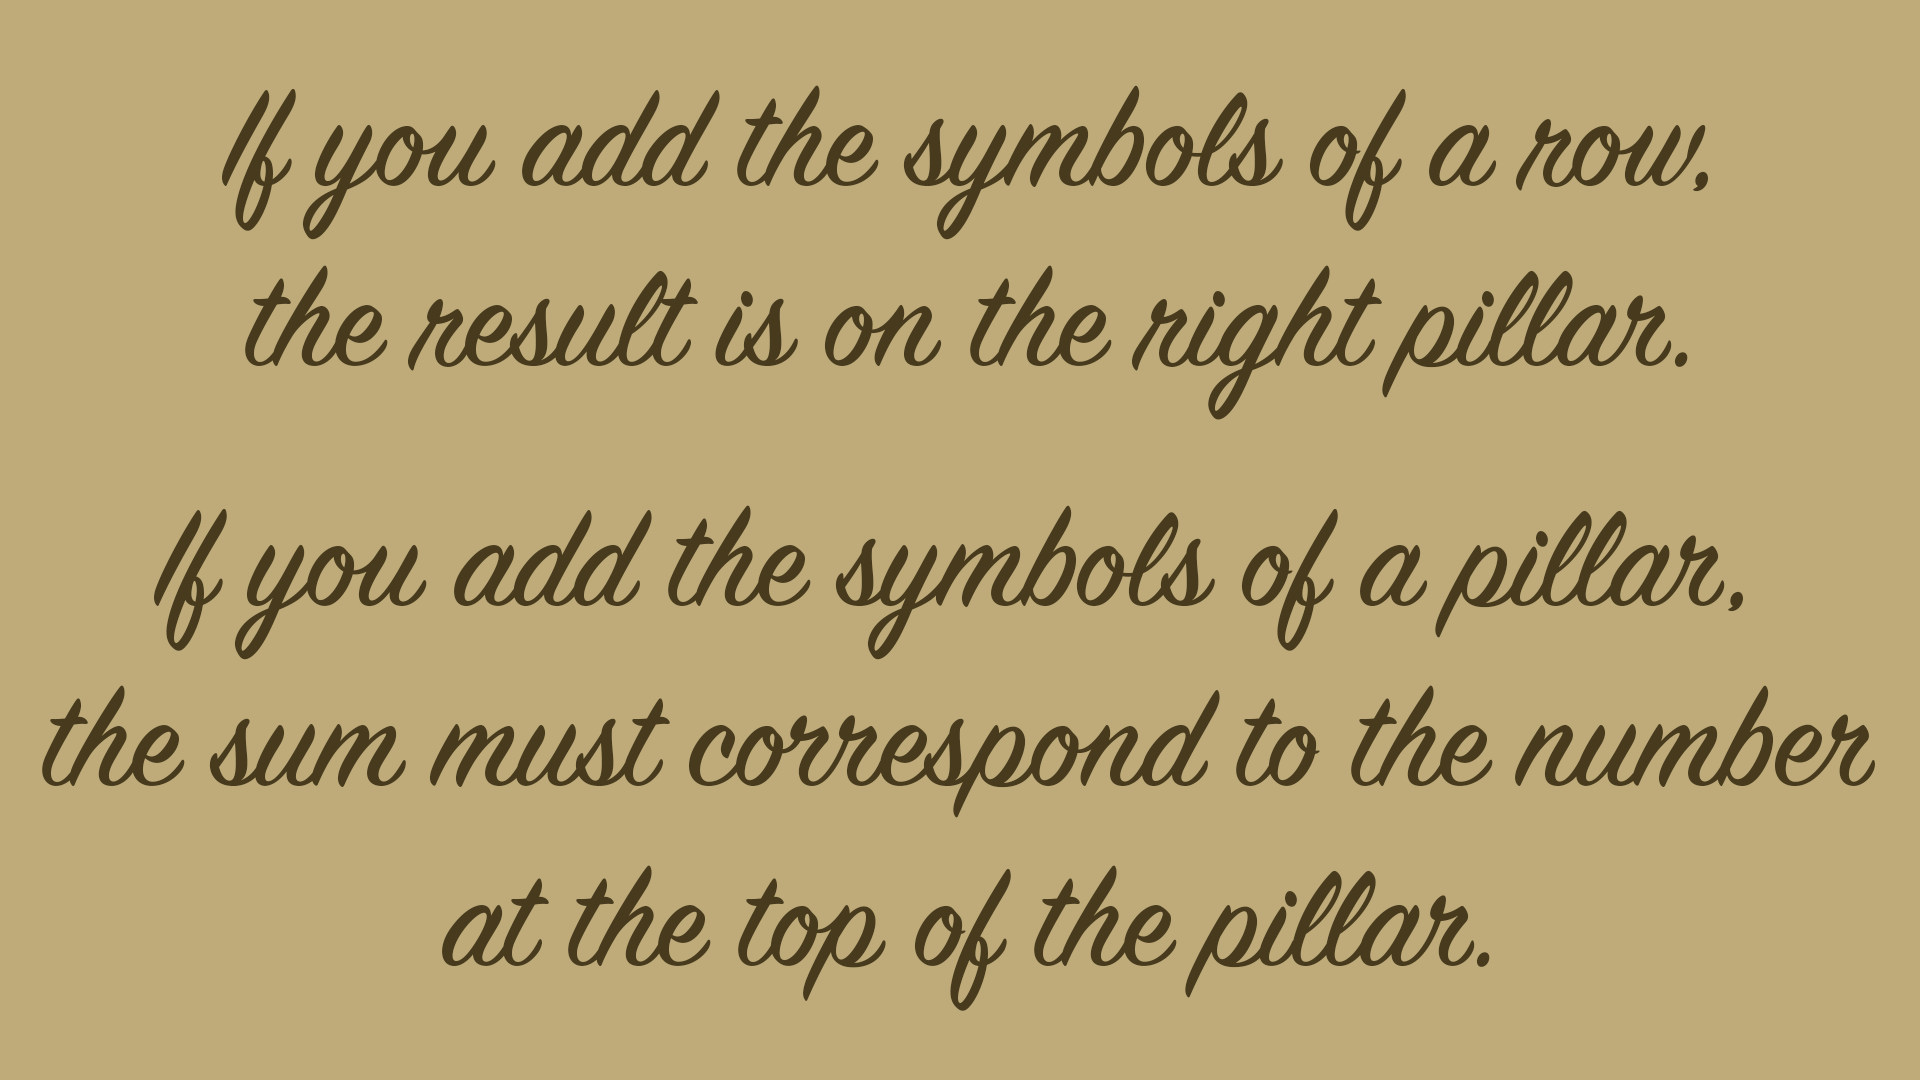 If you add the symbols of a row,
the result is on the right pillar.
If you add the symbols of a pillar,
the sum must correspond to the number
at the top of the pillar.